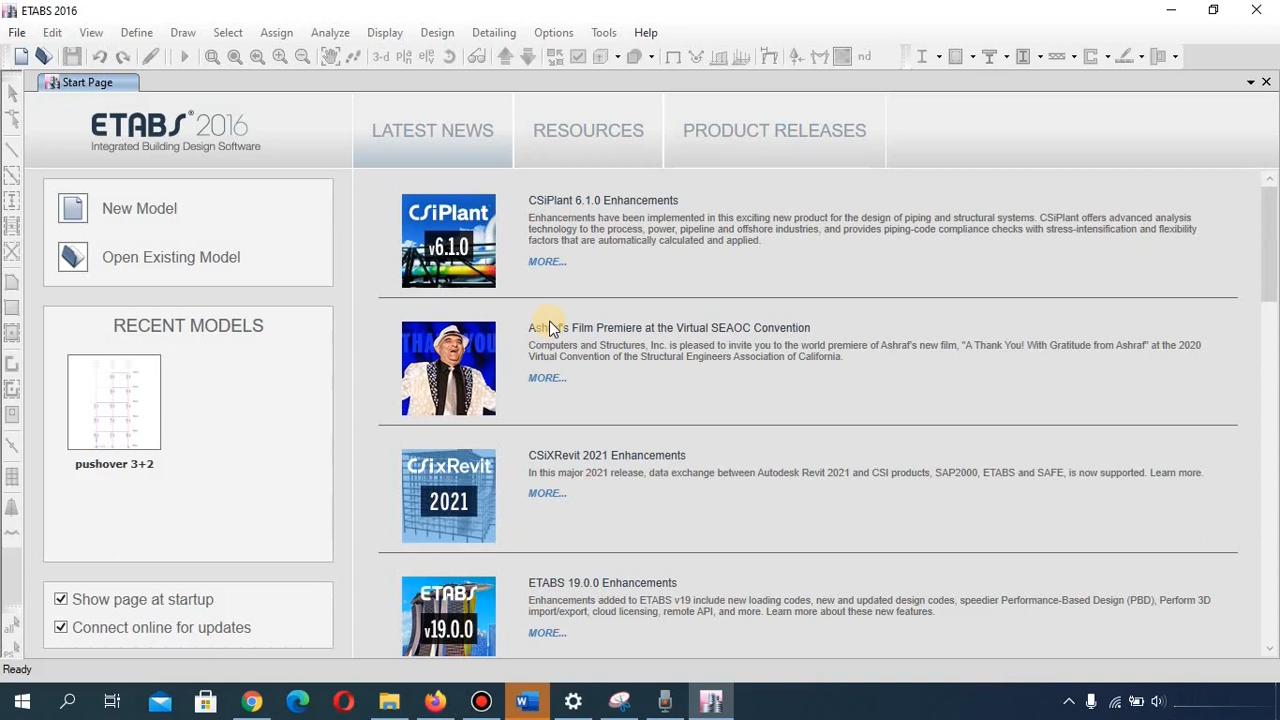 ETABS 2016
File Edit View Define Draw Select Assign Analyze Display Design Detailing Options Tools Help
3-d nd
Start Page
ETABS® 2016
Integrated Building Design Software
LATEST NEWS RESOURCES PRODUCT RELEASES
New Model
Open Existing Model
RECENT MODELS
pushover 3+2
Show page at startup
Connect online for updates
CSiPlant
v6.1.0
CSiPlant 6.1.0 Enhancements
Enhancements have been implemented in this exciting new product for the design of piping and structural systems. CSiPlant offers advanced analysis
technology to the process, power, pipeline and offshore industries, and provides piping-code compliance checks with stress-intensification and flexibility
factors that are automatically calculated and applied.
MORE...
THANK YOU
Ashraf's Film Premiere at the Virtual SEAOC Convention
Computers and Structures, Inc. is pleased to invite you to the world premiere of Ashraf's new film, "A Thank You! With Gratitude from Ashraf" at the 2020
Virtual Convention of the Structural Engineers Association of California.
MORE...
CSiXRevit
2021
CSiXRevit 2021 Enhancements
In this major 2021 release, data exchange between Autodesk Revit 2021 and CSI products, SAP2000, ETABS and SAFE, is now supported. Learn more.
MORE...
ETABS
v19.0.0
ETABS 19.0.0 Enhancements
Enhancements added to ETABS v19 include new loading codes, new and updated design codes, speedier Performance-Based Design (PBD), Perform 3D
import/export, cloud licensing, remote API, and more. Learn more about these new features.
MORE...
all
Ready